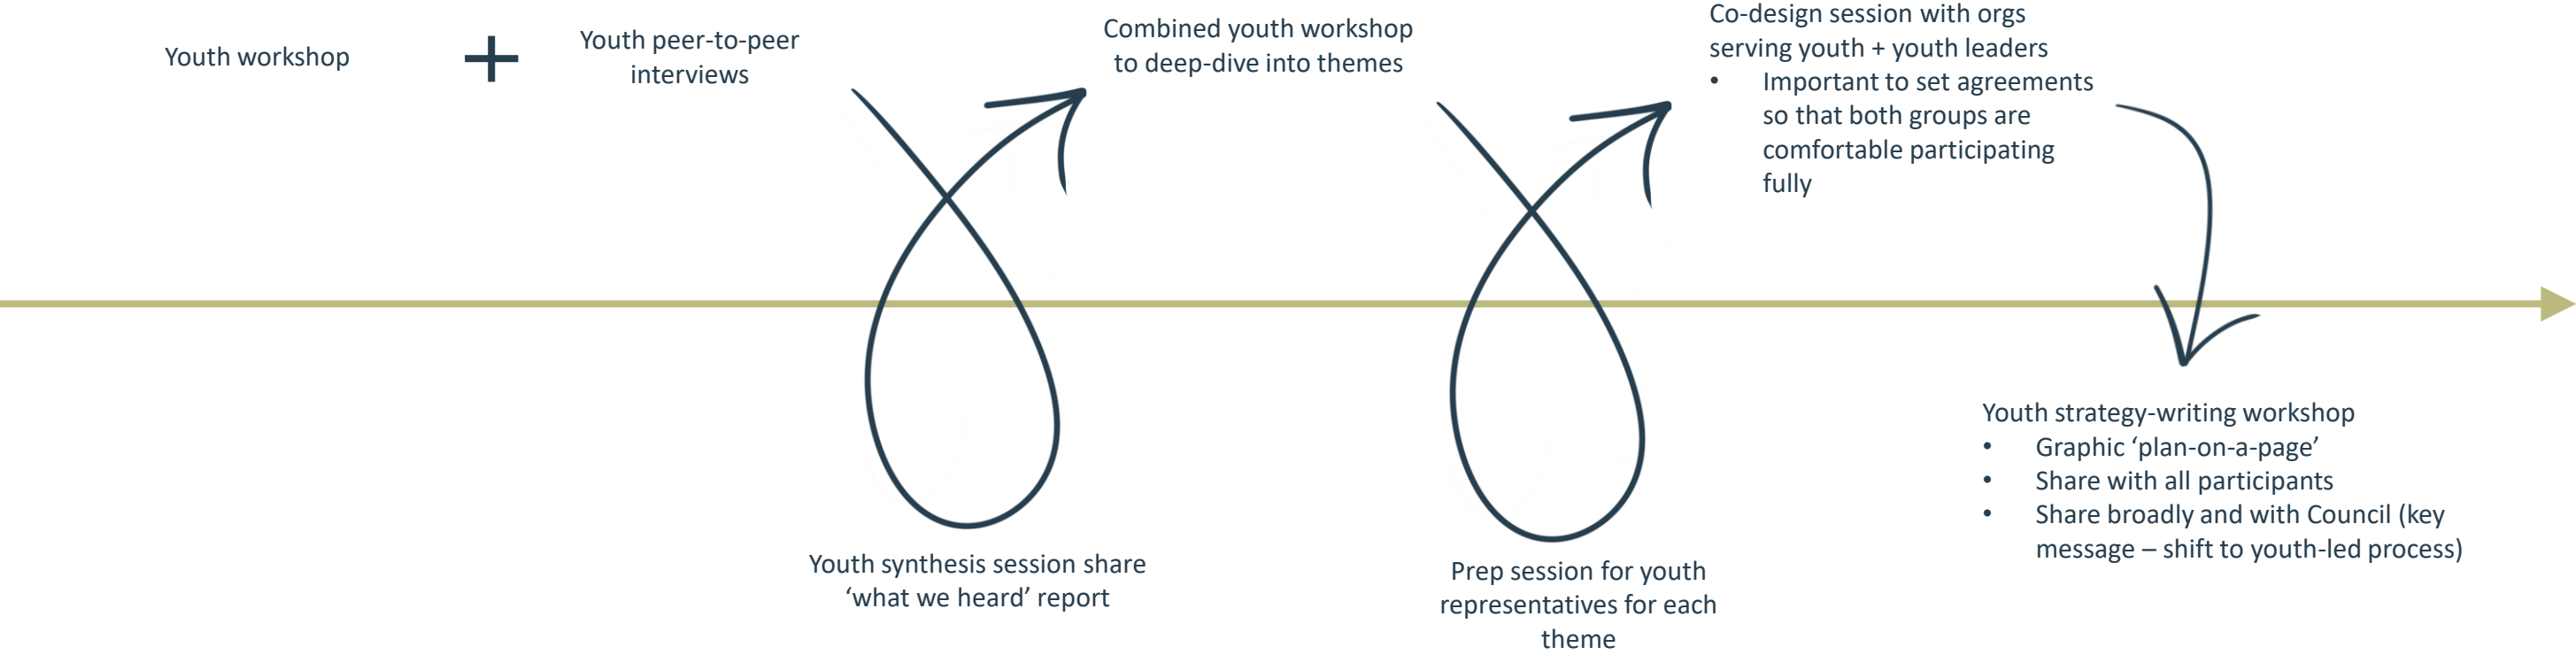 Youth workshop
+
Youth peer-to-peer
interviews
Combined youth workshop
to deep-dive into themes
Co-design session with orgs
serving youth + youth leaders
• Important to set agreements
so that both groups are
comfortable participating
fully
Youth synthesis session share
‘what we heard’ report
Prep session for youth
representatives for each
theme
Youth strategy-writing workshop
• Graphic ‘plan-on-a-page’
• Share with all participants
• Share broadly and with Council (key
message – shift to youth-led process)